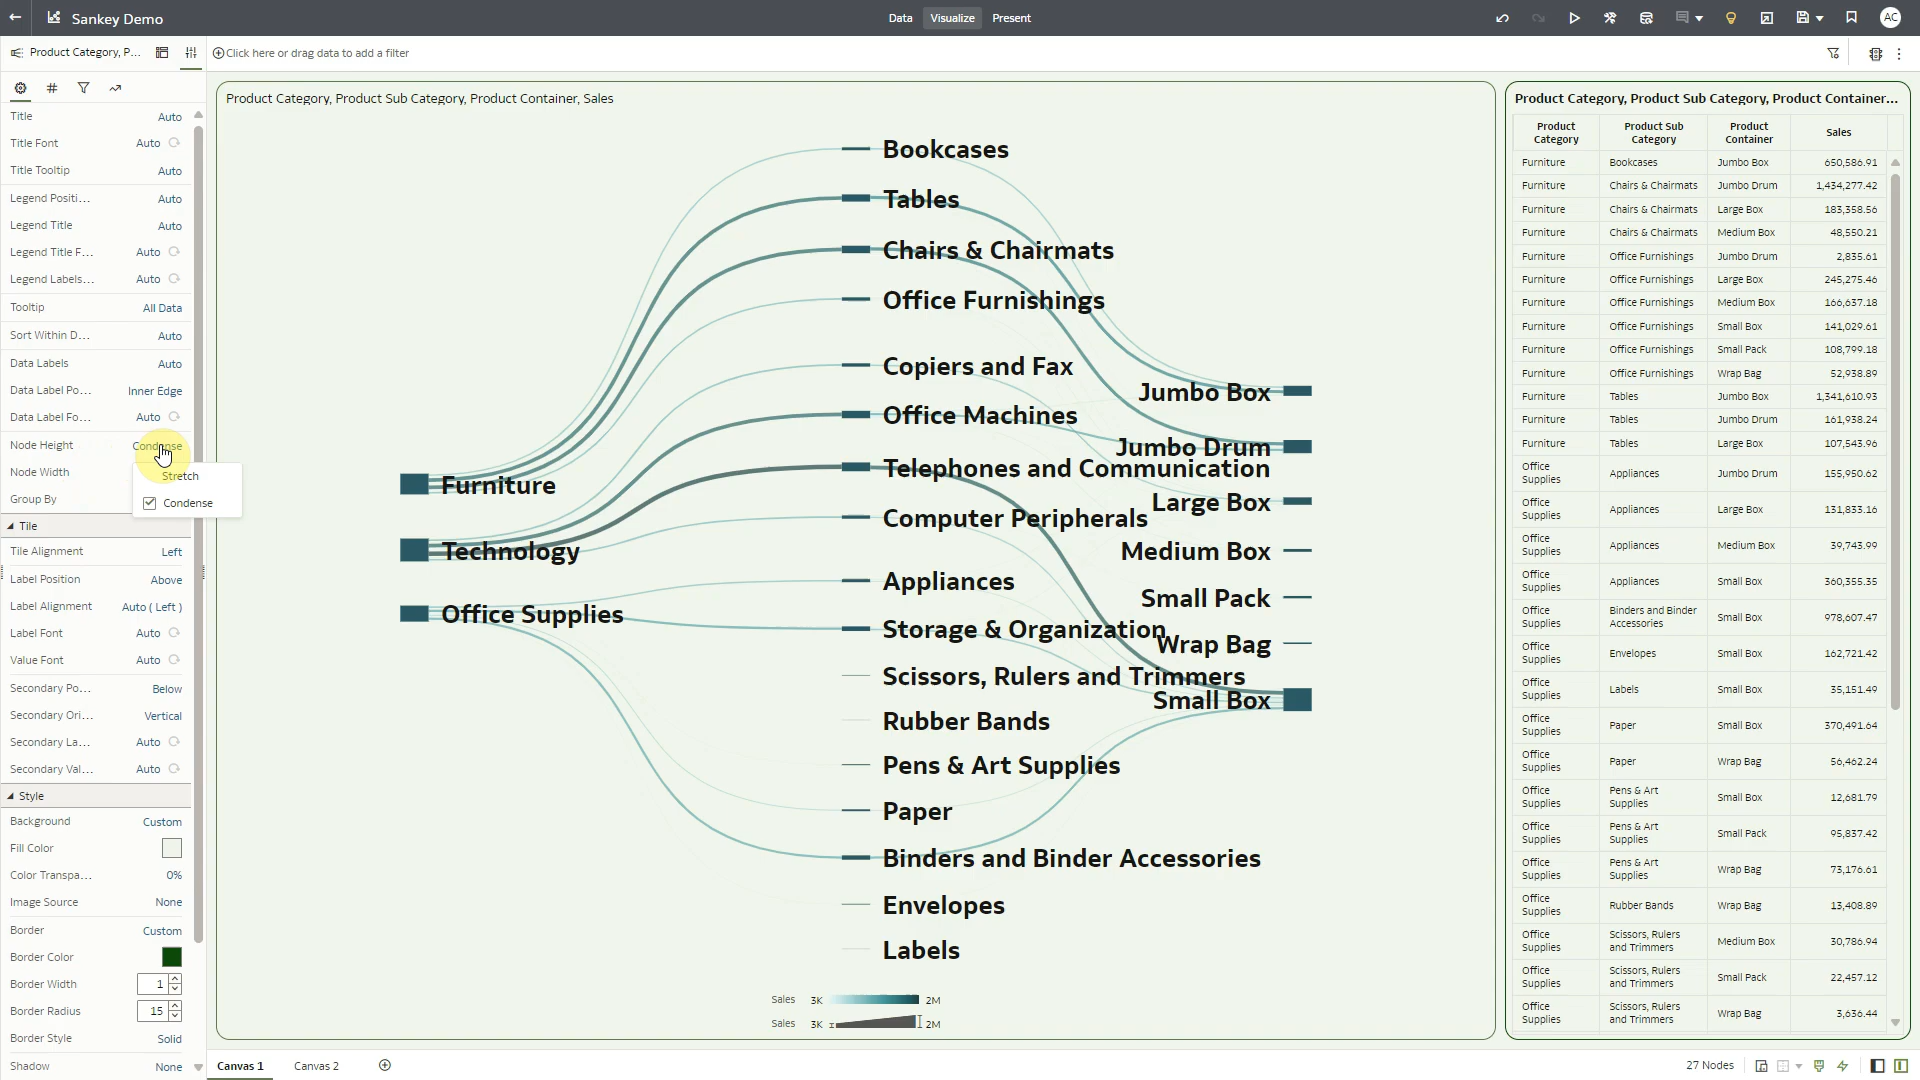 Sankey Demo
Data Visualize Present
AC
Product Category, P...
Click here or drag data to add a filter
Title Auto
Title Font Auto
Title Tooltip Auto
Legend Positi... Auto
Legend Title Auto
Legend Title F... Auto
Legend Labels... Auto
Tooltip All Data
Sort Within D... Auto
Data Labels Auto
Data Label Po... Inner Edge
Data Label Fo... Auto
Node Height Condense
Node Width
Stretch
Condense
Group By
Tile
Tile Alignment Left
Label Position Above
Label Alignment Auto ( Left )
Label Font Auto
Value Font Auto
Secondary Po... Below
Secondary Ori... Vertical
Secondary La... Auto
Secondary Val... Auto
Style
Background Custom
Fill Color
Color Transpa... 0%
Image Source None
Border Custom
Border Color
Border Width 1
Border Radius 15
Border Style Solid
Shadow None
Product Category, Product Sub Category, Product Container, Sales
Furniture
Technology
Office Supplies
Bookcases
Tables
Chairs & Chairmats
Office Furnishings
Copiers and Fax
Office Machines
Telephones and Communication
Computer Peripherals
Appliances
Storage & Organization
Scissors, Rulers and Trimmers
Rubber Bands
Pens & Art Supplies
Paper
Binders and Binder Accessories
Envelopes
Labels
Jumbo Box
Jumbo Drum
Large Box
Medium Box
Small Pack
Wrap Bag
Small Box
Sales 3K 2M
Sales 3K 2M
Product Category, Product Sub Category, Product Container...
Product Category Product Sub Category Product Container Sales
Furniture Bookcases Jumbo Box 650,586.91
Furniture Chairs & Chairmats Jumbo Drum 1,434,277.42
Furniture Chairs & Chairmats Large Box 183,358.56
Furniture Chairs & Chairmats Medium Box 48,550.21
Furniture Office Furnishings Jumbo Drum 2,835.61
Furniture Office Furnishings Large Box 245,275.46
Furniture Office Furnishings Medium Box 166,637.18
Furniture Office Furnishings Small Box 141,029.61
Furniture Office Furnishings Small Pack 108,799.18
Furniture Office Furnishings Wrap Bag 52,938.89
Furniture Tables Jumbo Box 1,341,610.93
Furniture Tables Jumbo Drum 161,938.24
Furniture Tables Large Box 107,543.96
Office Supplies Appliances Jumbo Drum 155,950.62
Office Supplies Appliances Large Box 131,833.16
Office Supplies Appliances Medium Box 39,743.99
Office Supplies Appliances Small Box 360,355.35
Office Supplies Binders and Binder Accessories Small Box 978,607.47
Office Supplies Envelopes Small Box 162,721.42
Office Supplies Labels Small Box 35,151.49
Office Supplies Paper Small Box 370,491.64
Office Supplies Paper Wrap Bag 56,462.24
Office Supplies Pens & Art Supplies Small Box 12,681.79
Office Supplies Pens & Art Supplies Small Pack 95,837.42
Office Supplies Pens & Art Supplies Wrap Bag 73,176.61
Office Supplies Rubber Bands Wrap Bag 13,408.89
Office Supplies Scissors, Rulers and Trimmers Medium Box 30,786.94
Office Supplies Scissors, Rulers and Trimmers Small Pack 22,457.12
Office Supplies Scissors, Rulers and Trimmers Wrap Bag 3,636.44
Canvas 1 Canvas 2
27 Nodes